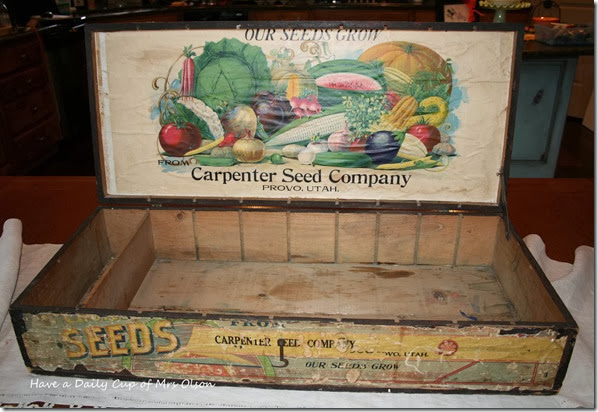 OUR SEEDS GROW
FROM
Carpenter Seed Company
PROVO, UTAH.
SEEDS
FROM
CARPENTER SEED COMPANY
UTAH.
OUR SEEDS GROW
Have a Daily Cup of Mrs Olson